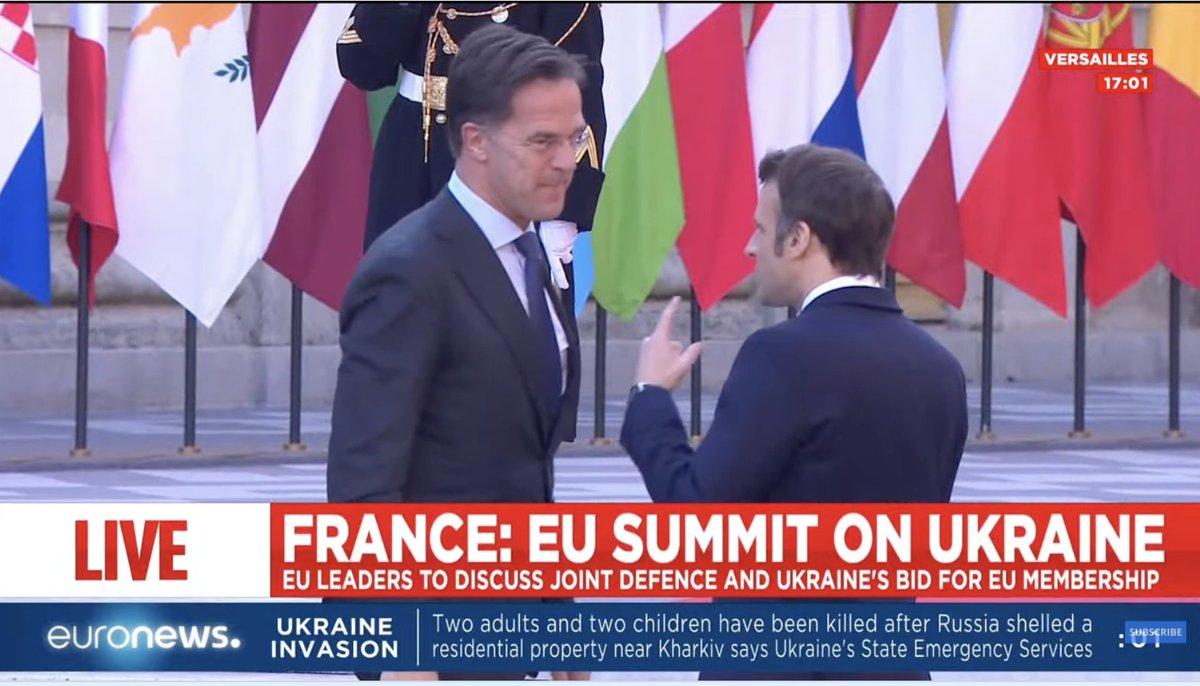 VERSAILLES
17:01
LIVE
FRANCE: EU SUMMIT ON UKRAINE
EU LEADERS TO DISCUSS JOINT DEFENCE AND UKRAINE'S BID FOR EU MEMBERSHIP
euronews.
UKRAINE
INVASION
Two adults and two children have been killed after Russia shelled a
residential property near Kharkiv says Ukraine's State Emergency Services
SUBSCRIBE